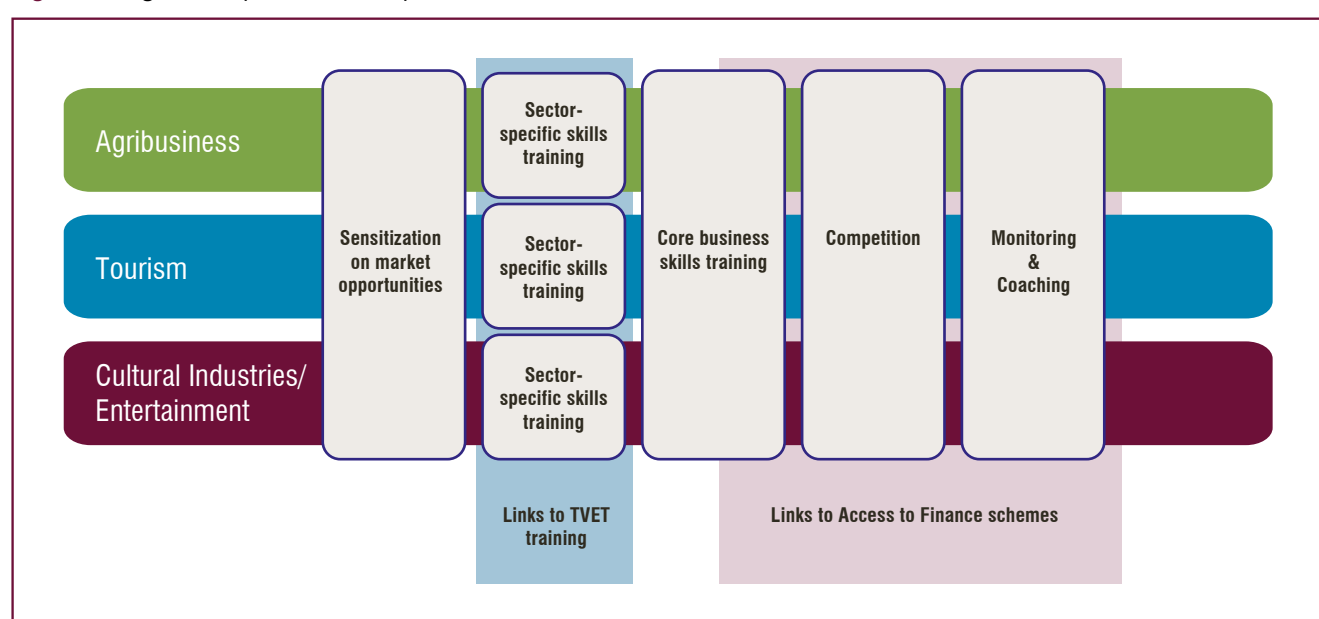 Agribusiness
Tourism
Cultural Industries/
Entertainment
Sensitization
on market
opportunities
Sector-
specific skills
training
Sector-
specific skills
training
Sector-
specific skills
training
Core business
skills training
Competition
Monitoring
&
Coaching
Links to TVET
training
Links to Access to Finance schemes